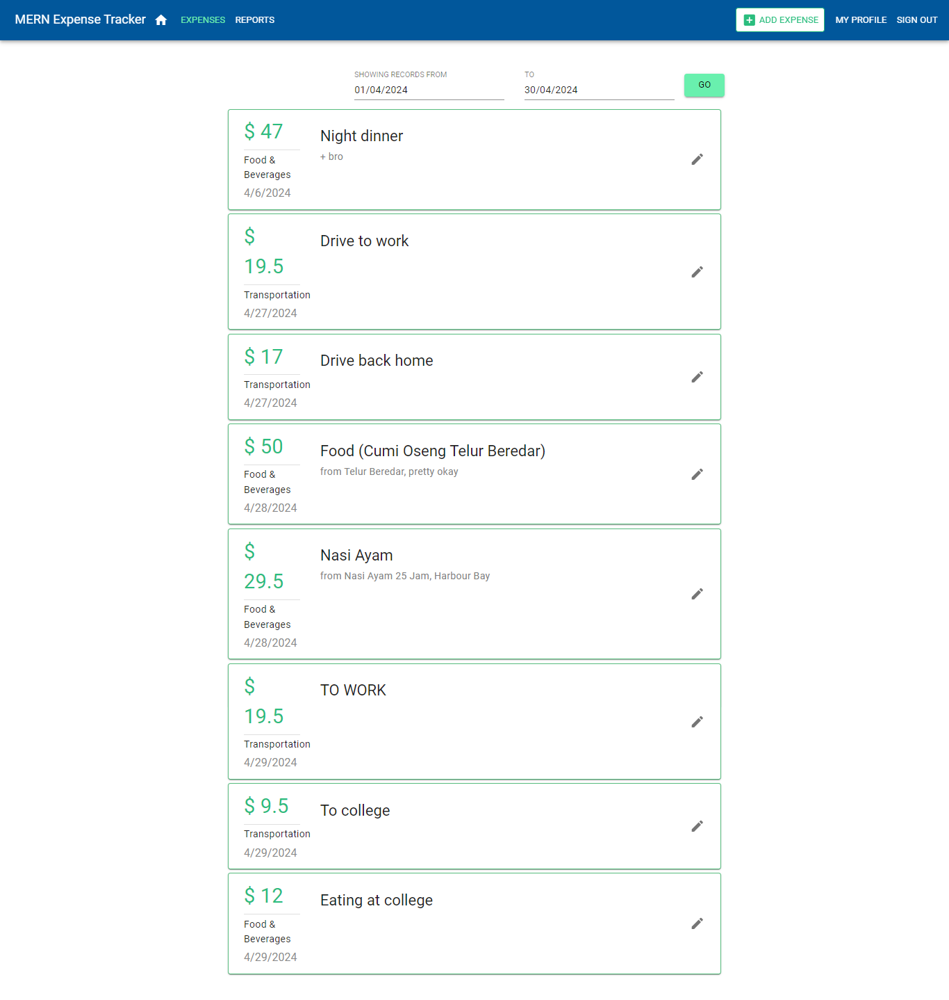 MERN Expense Tracker EXPENSES REPORTS ADD EXPENSE MY PROFILE SIGN OUT
SHOWING RECORDS FROM TO
01/04/2024 30/04/2024 GO
$ 47
Night dinner
+ bro
Food &
Beverages
4/6/2024
$
19.5
Drive to work
Transportation
4/27/2024
$ 17
Drive back home
Transportation
4/27/2024
$ 50
Food (Cumi Oseng Telur Beredar)
from Telur Beredar, pretty okay
Food &
Beverages
4/28/2024
$
29.5
Nasi Ayam
from Nasi Ayam 25 Jam, Harbour Bay
Food &
Beverages
4/28/2024
$
19.5
TO WORK
Transportation
4/29/2024
$ 9.5
To college
Transportation
4/29/2024
$ 12
Eating at college
Food &
Beverages
4/29/2024